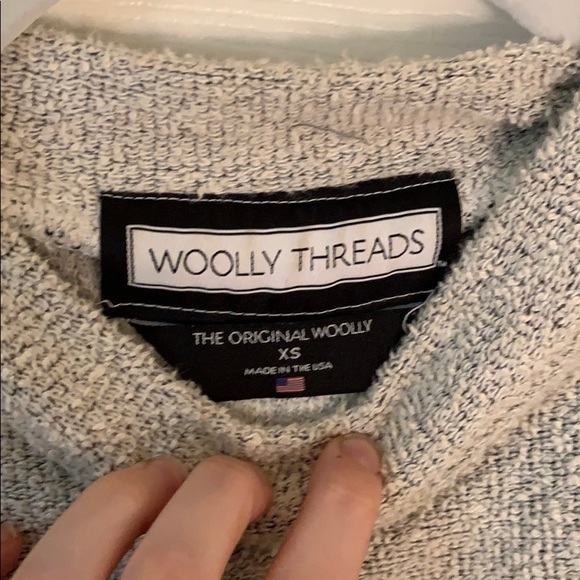 WOOLLY THREADS
THE ORIGINAL WOOLLY
XS
MADE IN THE USA